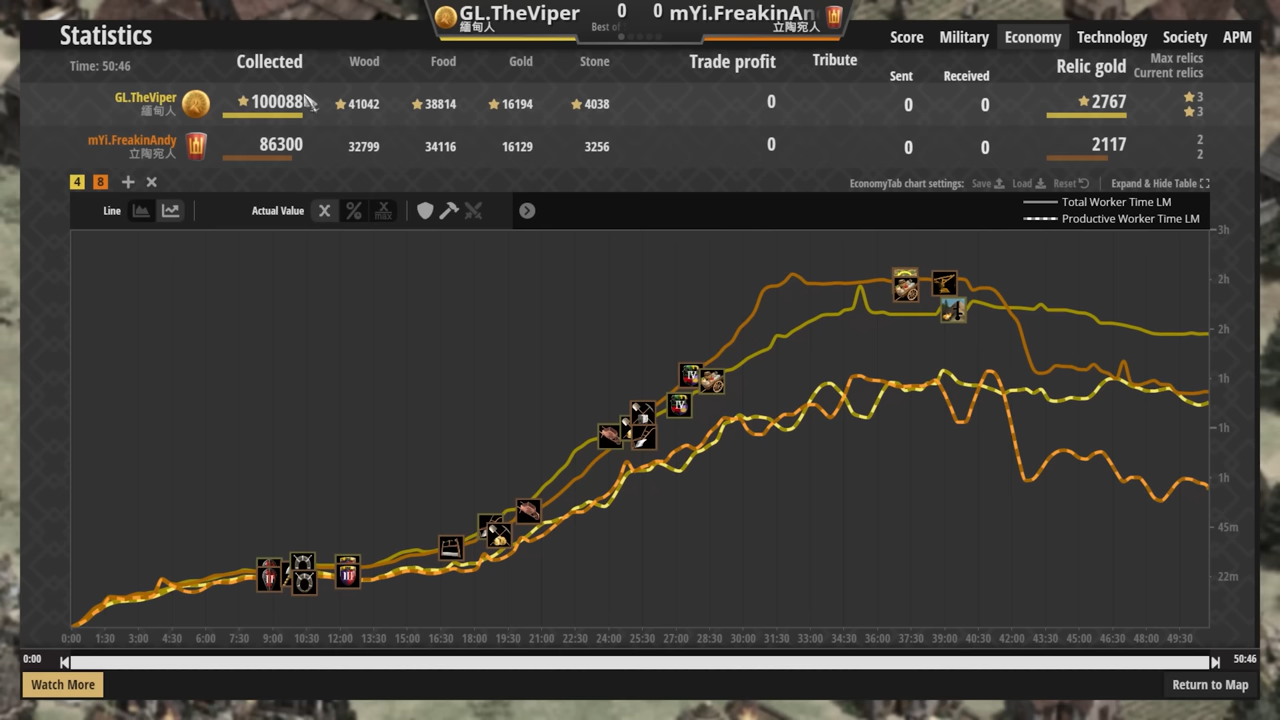 GL.TheViper 0 0 mYi.FreakinAn
緬甸人 Best of 立陶宛人
Statistics
Score Military Economy Technology Society APM
Time: 50:46
Collected Wood Food Gold Stone Trade profit Tribute Sent Received Relic gold Max relics
Current relics
GL.TheViper
緬甸人
100088 41042 38814 16194 4038 0 0 0 2767 3
3
mYi.FreakinAndy
立陶宛人
86300 32799 34116 16129 3256 0 0 0 2117 2
2
4 8
EconomyTab chart settings: Save Load Reset Expand & Hide Table
Line Actual Value X % X max
Total Worker Time LM
Productive Worker Time LM
3h
2h
2h
1h
1h
1h
45m
22m
II III IV IV
0:00 1:30 3:00 4:30 6:00 7:30 9:00 10:30 12:00 13:30 15:00 16:30 18:00 19:30 21:00 22:30 24:00 25:30 27:00 28:30 30:00 31:30 33:00 34:30 36:00 37:30 39:00 40:30 42:00 43:30 45:00 46:30 48:00 49:30
0:00 50:46
Watch More Return to Map